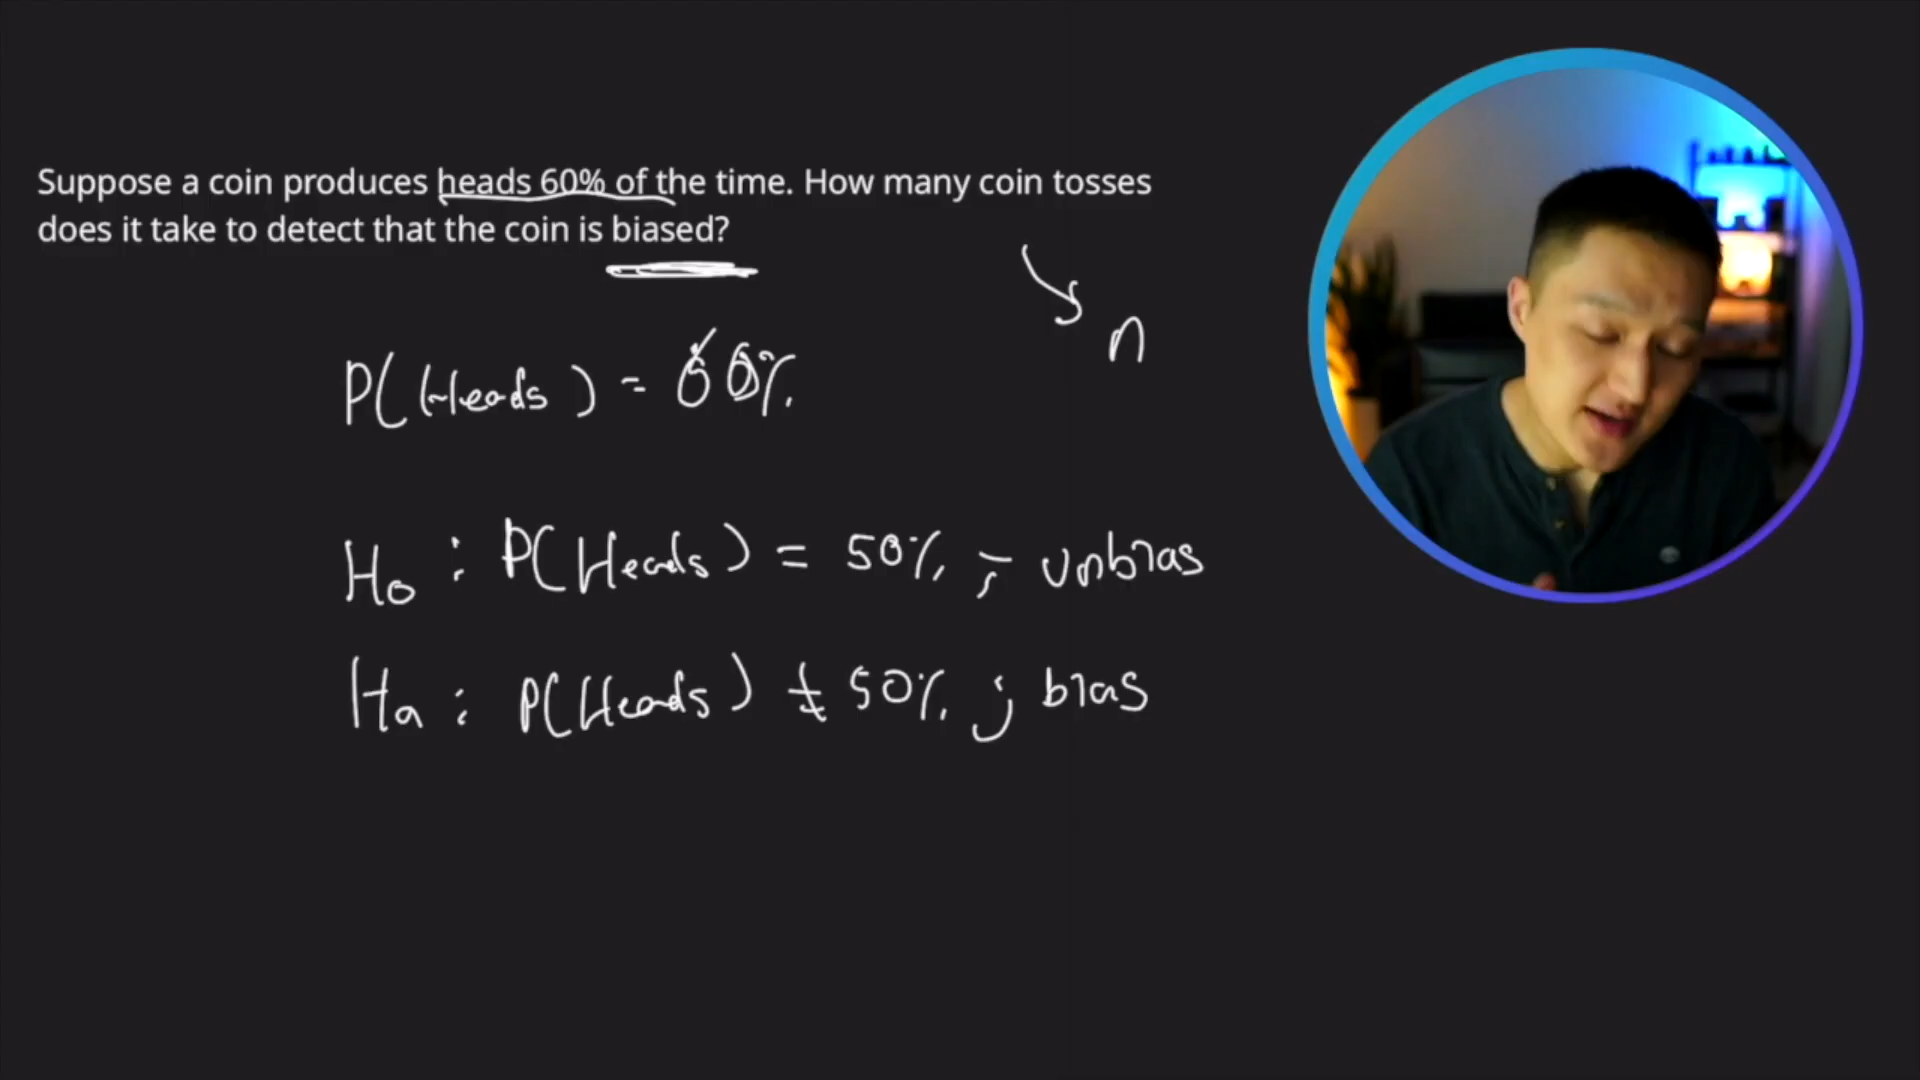 Suppose a coin produces heads 60% of the time. How many coin tosses
does it take to detect that the coin is biased?
n
P(Heads) = 60%
H0 : P(Heads) = 50% ; unbias
Ha : P(Heads) ≠ 50% ; bias